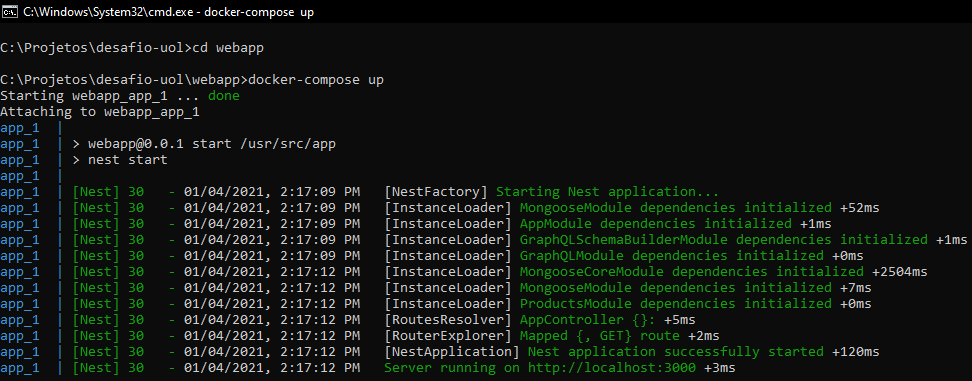 C:\Windows\System32\cmd.exe - docker-compose up
C:\Projetos\desafio-uol>cd webapp
C:\Projetos\desafio-uol\webapp>docker-compose up
Starting webapp_app_1 ... done
Attaching to webapp_app_1
app_1 |
app_1 | > webapp@0.0.1 start /usr/src/app
app_1 | > nest start
app_1 |
app_1 | [Nest] 30 - 01/04/2021, 2:17:09 PM [NestFactory] Starting Nest application...
app_1 | [Nest] 30 - 01/04/2021, 2:17:09 PM [InstanceLoader] MongooseModule dependencies initialized +52ms
app_1 | [Nest] 30 - 01/04/2021, 2:17:09 PM [InstanceLoader] AppModule dependencies initialized +1ms
app_1 | [Nest] 30 - 01/04/2021, 2:17:09 PM [InstanceLoader] GraphQLSchemaBuilderModule dependencies initialized +1ms
app_1 | [Nest] 30 - 01/04/2021, 2:17:09 PM [InstanceLoader] GraphQLModule dependencies initialized +0ms
app_1 | [Nest] 30 - 01/04/2021, 2:17:12 PM [InstanceLoader] MongooseCoreModule dependencies initialized +2504ms
app_1 | [Nest] 30 - 01/04/2021, 2:17:12 PM [InstanceLoader] MongooseModule dependencies initialized +7ms
app_1 | [Nest] 30 - 01/04/2021, 2:17:12 PM [InstanceLoader] ProductsModule dependencies initialized +0ms
app_1 | [Nest] 30 - 01/04/2021, 2:17:12 PM [RoutesResolver] AppController {}: +5ms
app_1 | [Nest] 30 - 01/04/2021, 2:17:12 PM [RouterExplorer] Mapped {, GET} route +2ms
app_1 | [Nest] 30 - 01/04/2021, 2:17:12 PM [NestApplication] Nest application successfully started +120ms
app_1 | [Nest] 30 - 01/04/2021, 2:17:12 PM Server running on http://localhost:3000 +3ms